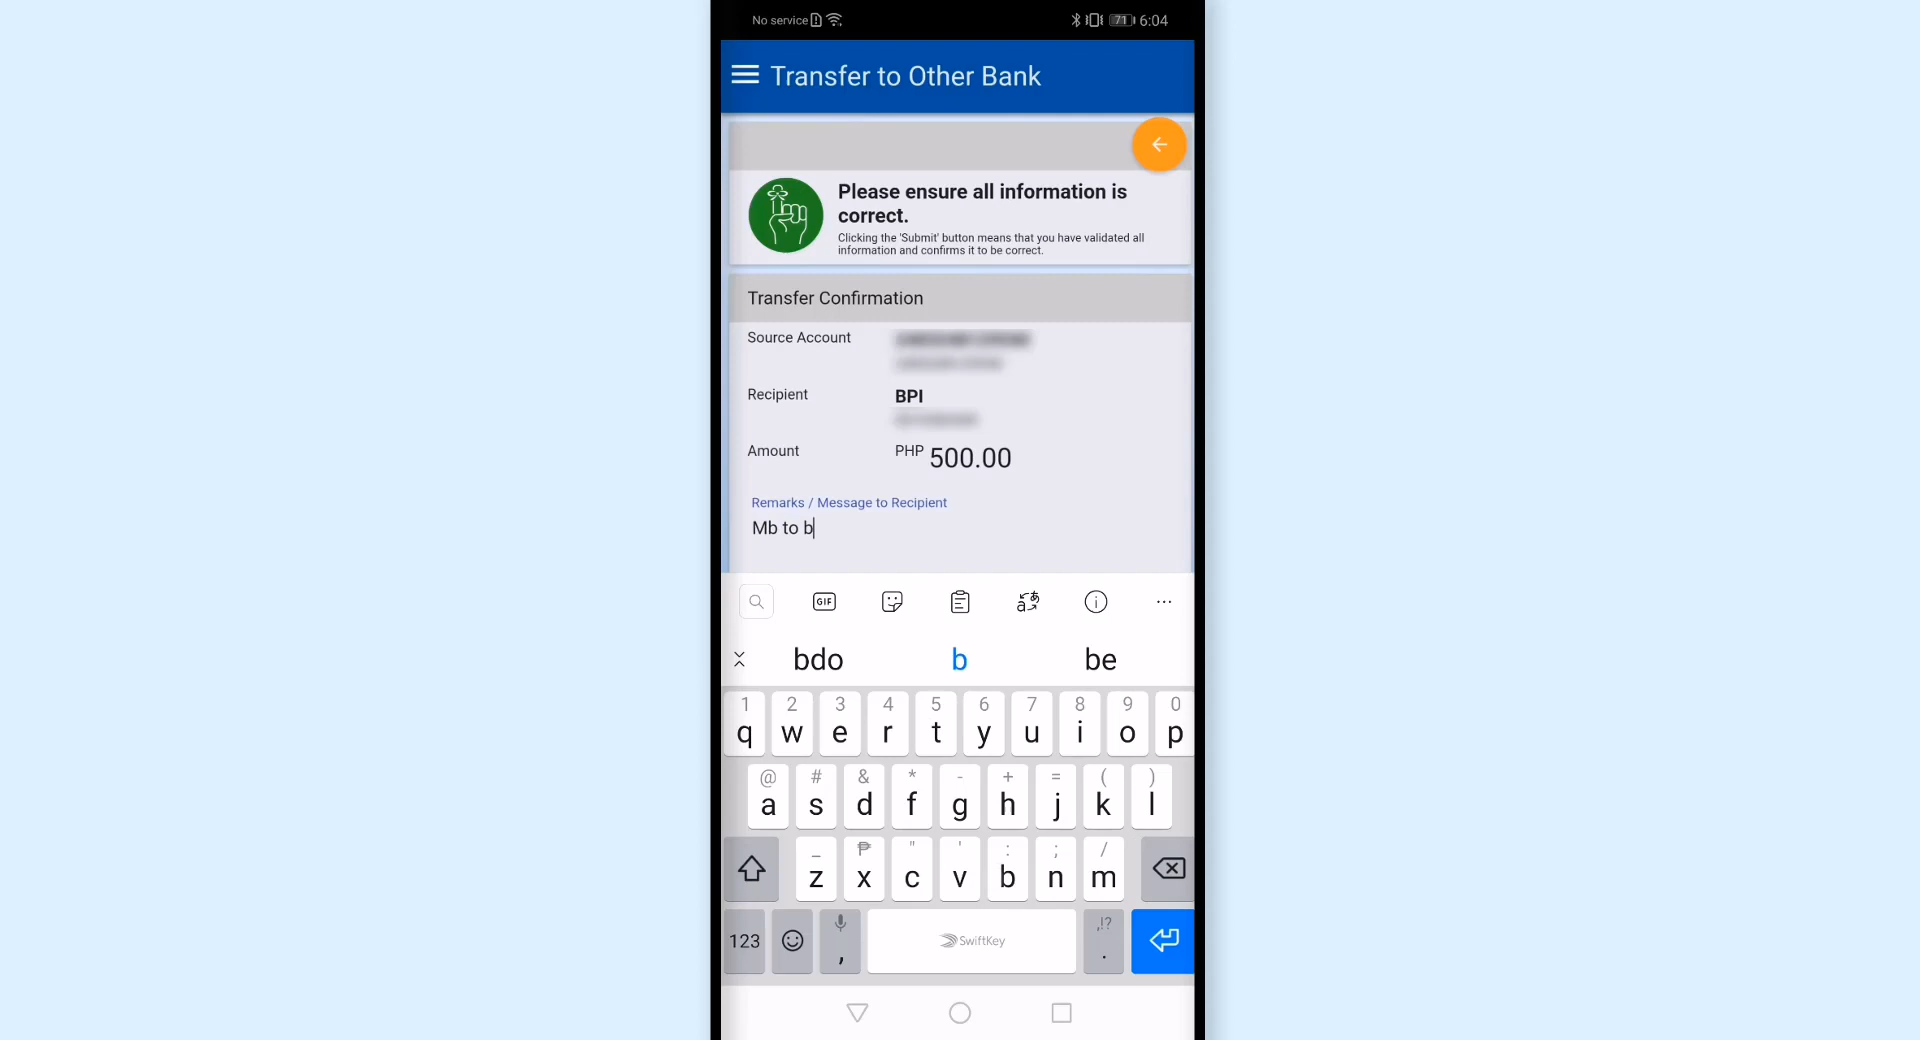 No service 71 6:04
Transfer to Other Bank
Please ensure all information is
correct.
Clicking the 'Submit' button means that you have validated all
information and confirms it to be correct.
Transfer Confirmation
Source Account
Recipient BPI
Amount PHP 500.00
Remarks / Message to Recipient
Mb to b
GIF
bdo b be
1 2 3 4 5 6 7 8 9 0
q w e r t y u i o p
@ # & * - + = ( )
a s d f g h j k l
_ ₱ " ' : ; /
z x c v b n m
,!?
123 , SwiftKey .